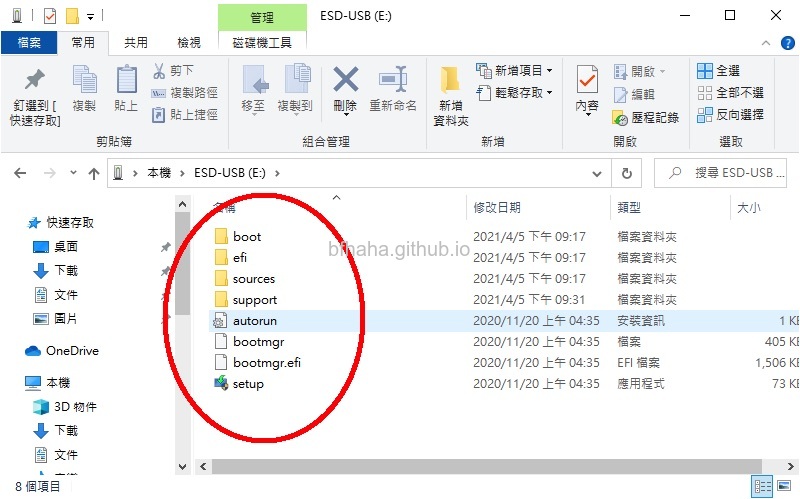 管理
ESD-USB (E:)
檔案
常用
共用
檢視
磁碟機工具
釘選到 [
快速存取]
複製
貼上
剪下
複製路徑
貼上捷徑
剪貼簿
移至
複製到
刪除
重新命名
組合管理
新增
資料夾
新增項目
輕鬆存取
新增
內容
開啟
編輯
歷程記錄
開啟
全選
全部不選
反向選擇
選取
本機
ESD-USB (E:)
搜尋 ESD-USB ...
快速存取
桌面
下載
文件
圖片
OneDrive
本機
3D 物件
下載
文件
名稱
修改日期
類型
大小
boot
2021/4/5 下午 09:17
檔案資料夾
efi
2021/4/5 下午 09:17
檔案資料夾
sources
2021/4/5 下午 09:17
檔案資料夾
support
2021/4/5 下午 09:31
檔案資料夾
autorun
2020/11/20 上午 04:35
安裝資訊
1 KB
bootmgr
2020/11/20 上午 04:35
檔案
405 KB
bootmgr.efi
2020/11/20 上午 04:35
EFI 檔案
1,506 KB
setup
2020/11/20 上午 04:35
應用程式
73 KB
bfhaha.github.io
8 個項目